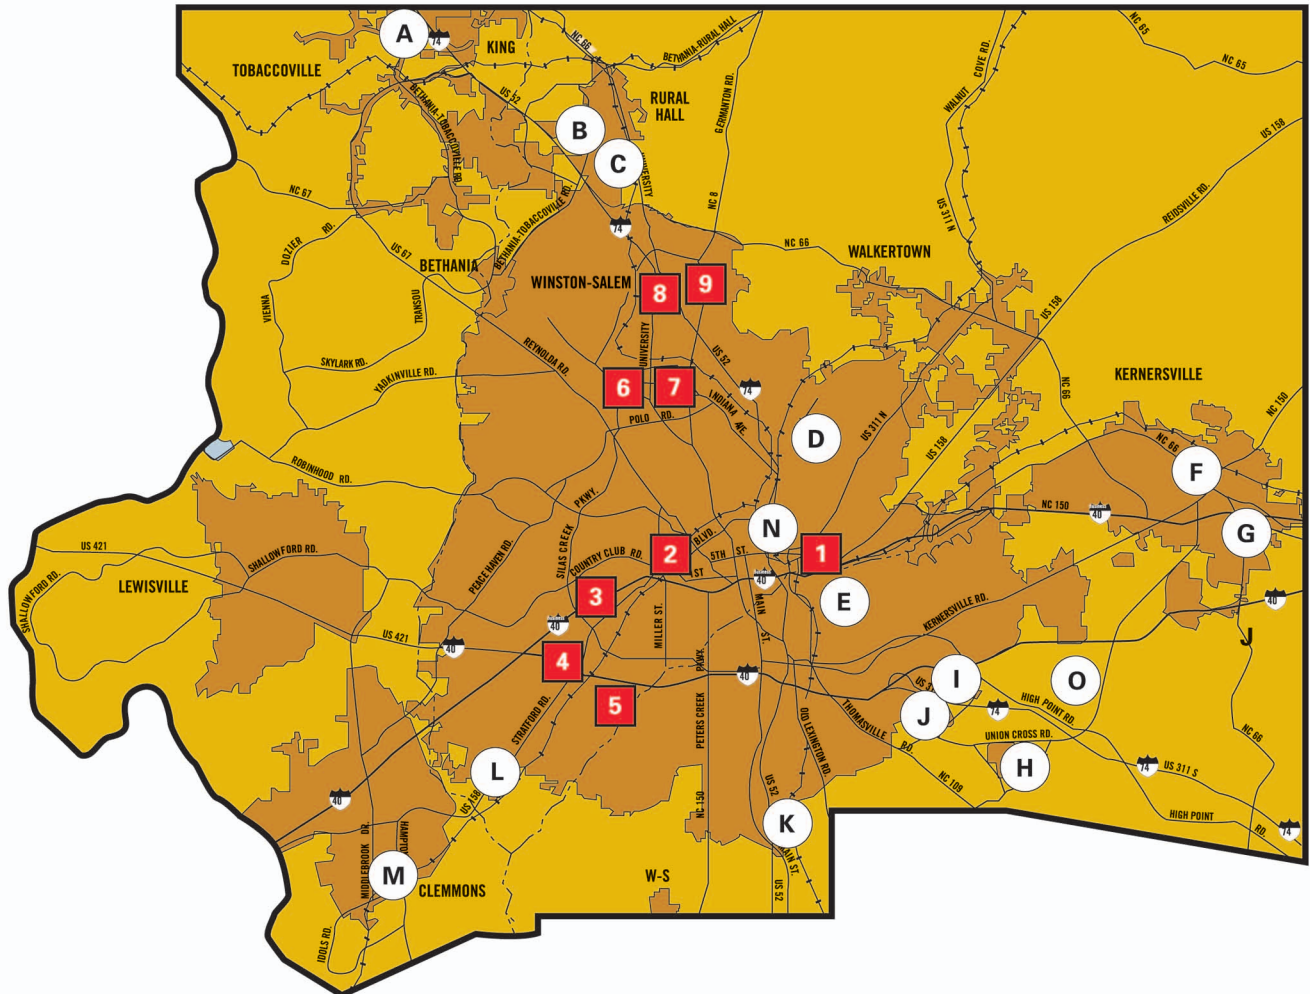 A
74
KING
NC 66
BETHANIA-RURAL HALL
NC 65
NC 65
TOBACCOVILLE
US 52
BETHANIA-TOBACCOVILLE RD.
RURAL
HALL
GERMANTON RD.
WALNUT
COVE RD.
US 158
B
C
NC 67
NC 8
US 311 N
REIDSVILLE RD.
DOZIER
RD.
US 67
BETHANIA-TOBACCOVILLE RD.
74
NC 66
WALKERTOWN
BETHANIA
WINSTON-SALEM
8
9
VIENNA
TRANSOU
US 158
SKYLARK RD.
REYNOLDA RD.
UNIVERSITY
US 52
YADKINVILLE RD.
6
7
74
INDIANA
AVE.
NC 66
KERNERSVILLE
NC 150
POLO
RD.
D
US 311 N
US 158
NC 66
F
ROBINHOOD RD.
PKWY.
SILAS CREEK
N
NC 150
40
G
US 421
SHALLOWFORD RD.
PEACE HAVEN RD.
COUNTRY CLUB RD.
2
BLVD.
5TH
ST.
1
ST
40
LEWISVILLE
SHALLOWFORD RD.
3
E
40
40
MILLER ST.
MAIN
ST.
KERNERSVILLE RD.
US 421
40
4
J
PKWY.
PETERS CREEK
40
I
O
5
STRATFORD RD.
J
74
HIGH POINT RD.
OLD LEXINGTON RD.
THOMASVILLE
RD.
UNION CROSS RD.
NC 66
L
H
74
US 311 S
NC 109
40
US 158
NC 150
US 52
K
HIGH POINT
RD.
74
MIDDLEBROOK
DR.
M
CLEMMONS
W-S
US 52
IDOLS RD.